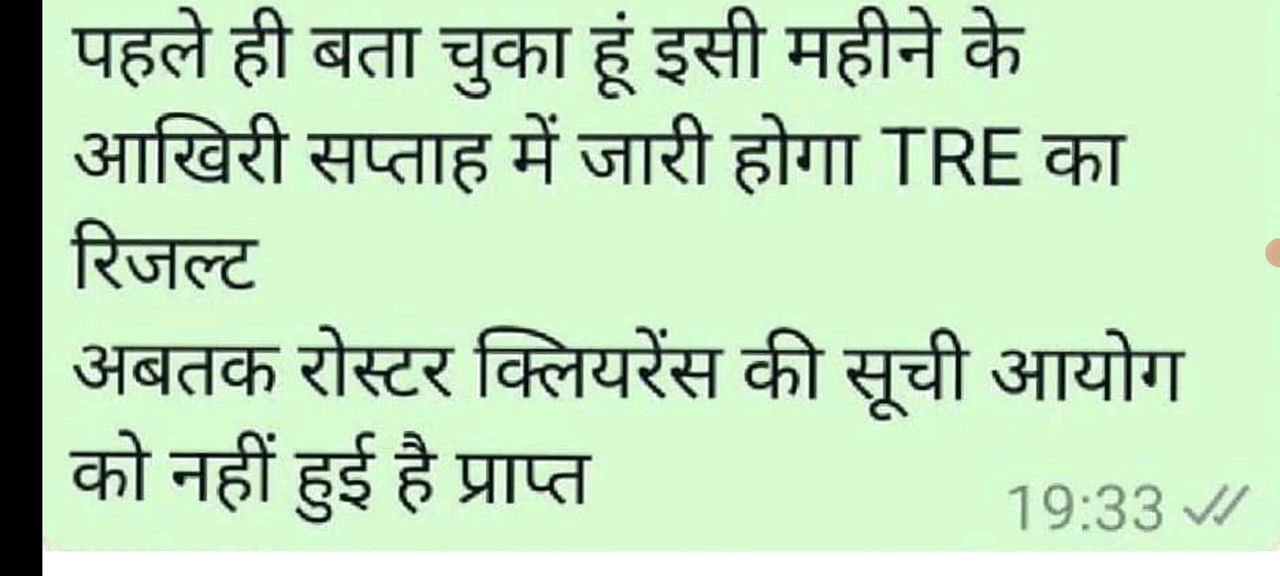 पहले ही बता चुका हूं इसी महीने के
आखिरी सप्ताह में जारी होगा TRE का
रिजल्ट
अबतक रोस्टर क्लियरेंस की सूची आयोग
को नहीं हुई है प्राप्त
19:33